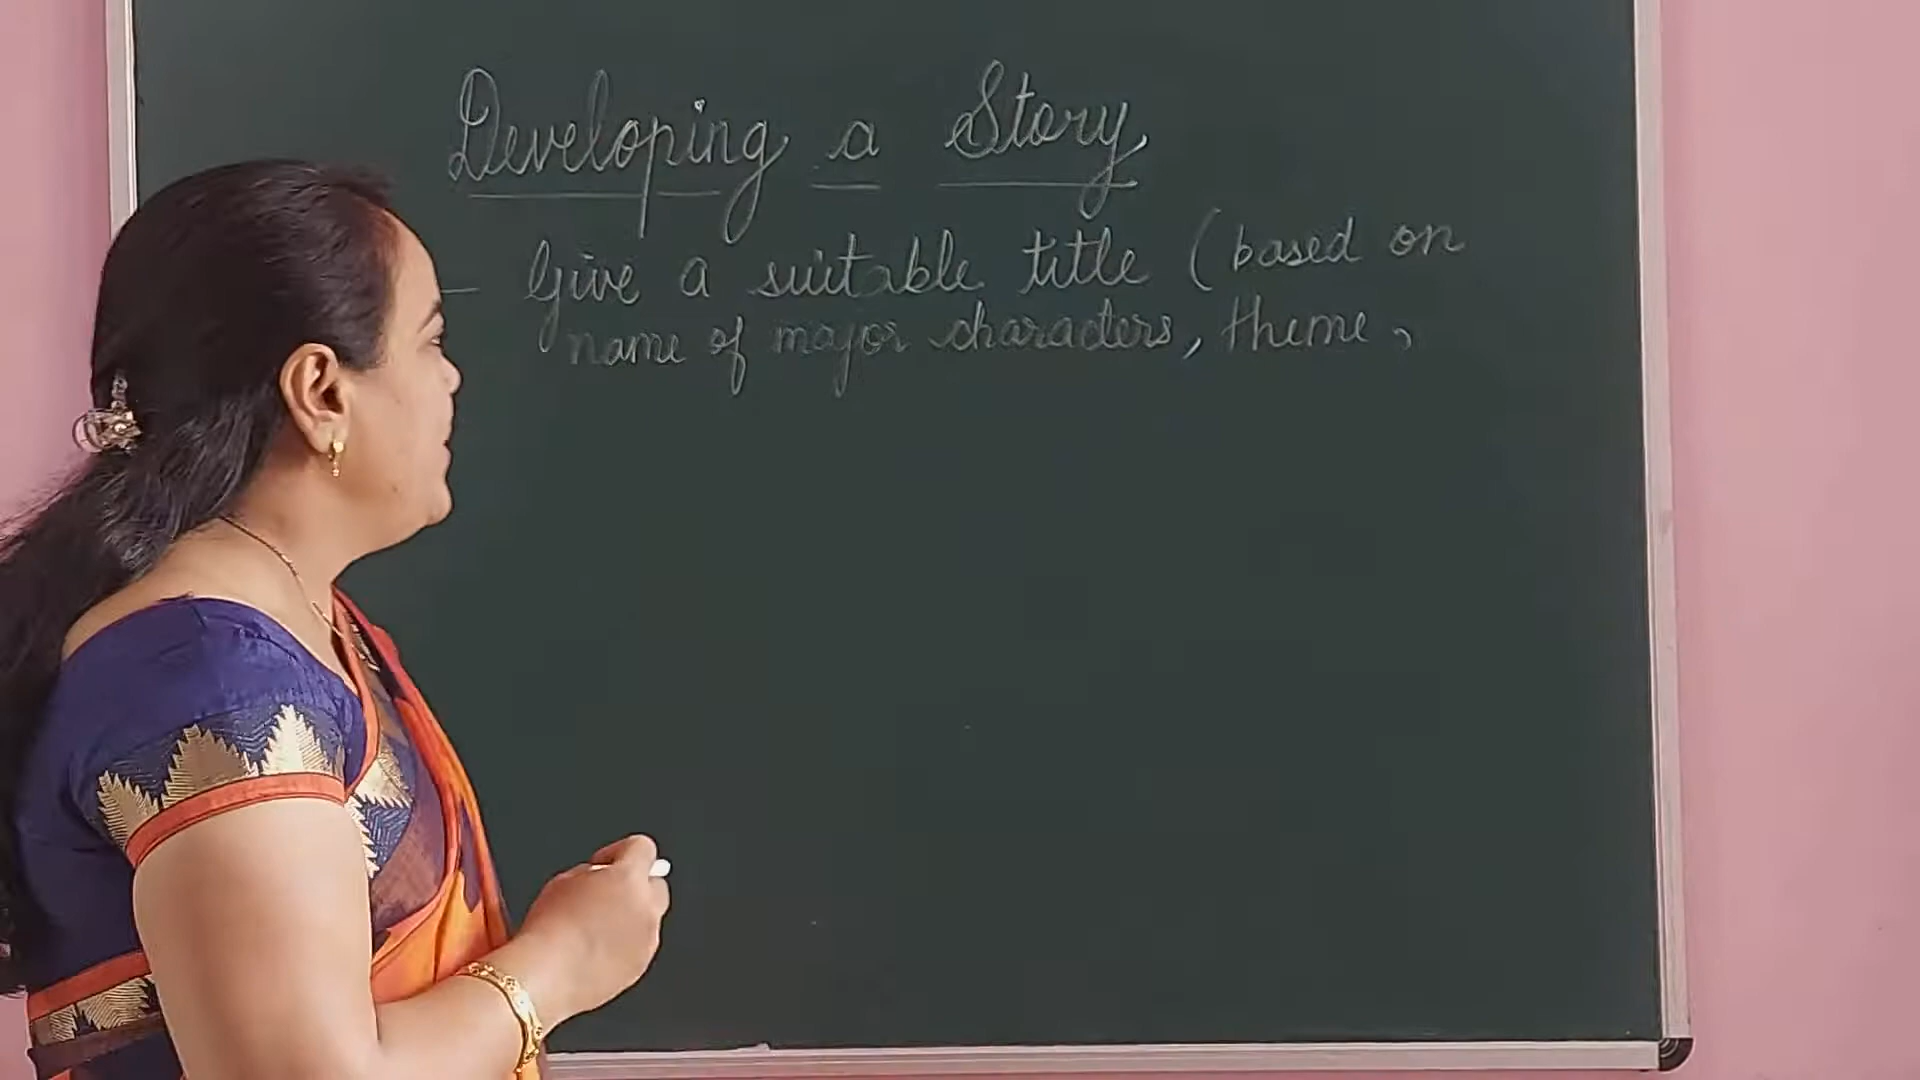 Developing a Story
- Give a suitable title (based on
name of major characters, theme,